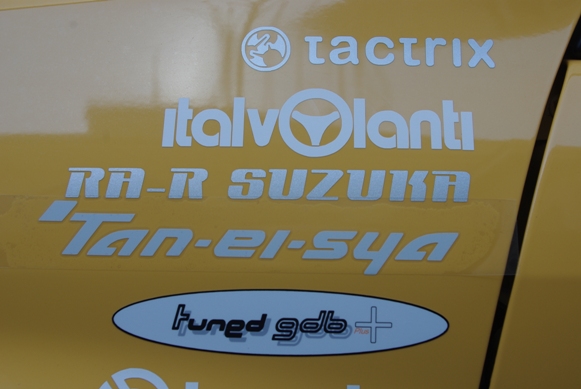 tactrix
italvolanti
RA-R SUZUKA
Tan-ei-sya
tuned gdb+